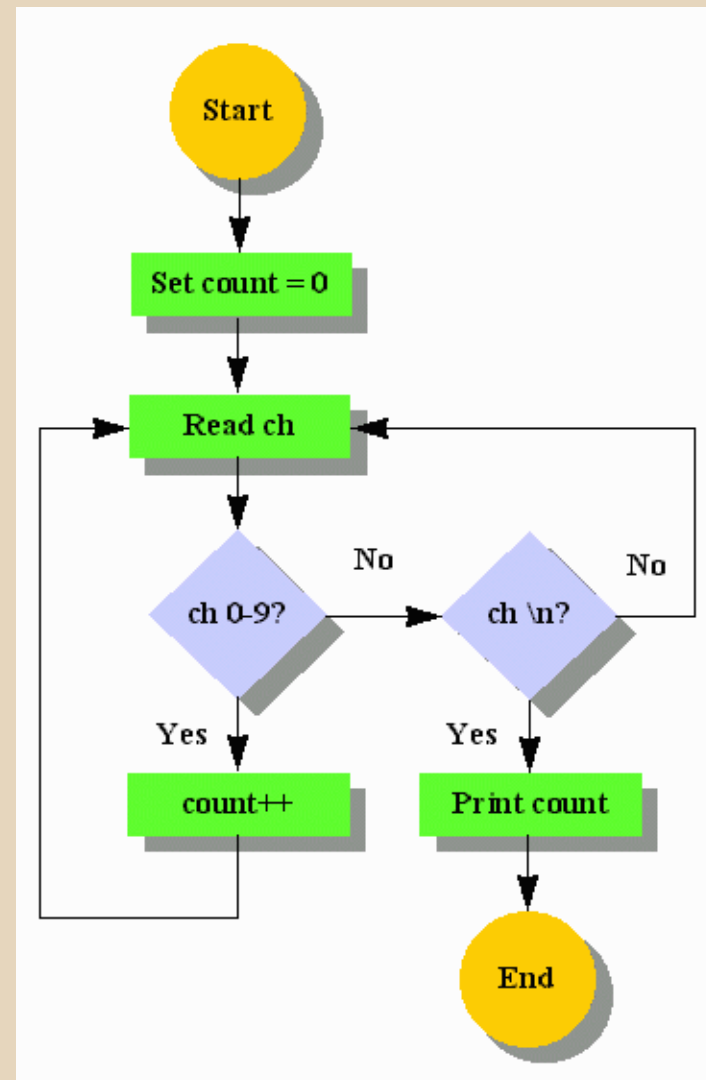 Start
Set count = 0
Read ch
No
No
ch 0-9?
ch \n?
Yes
Yes
count++
Print count
End